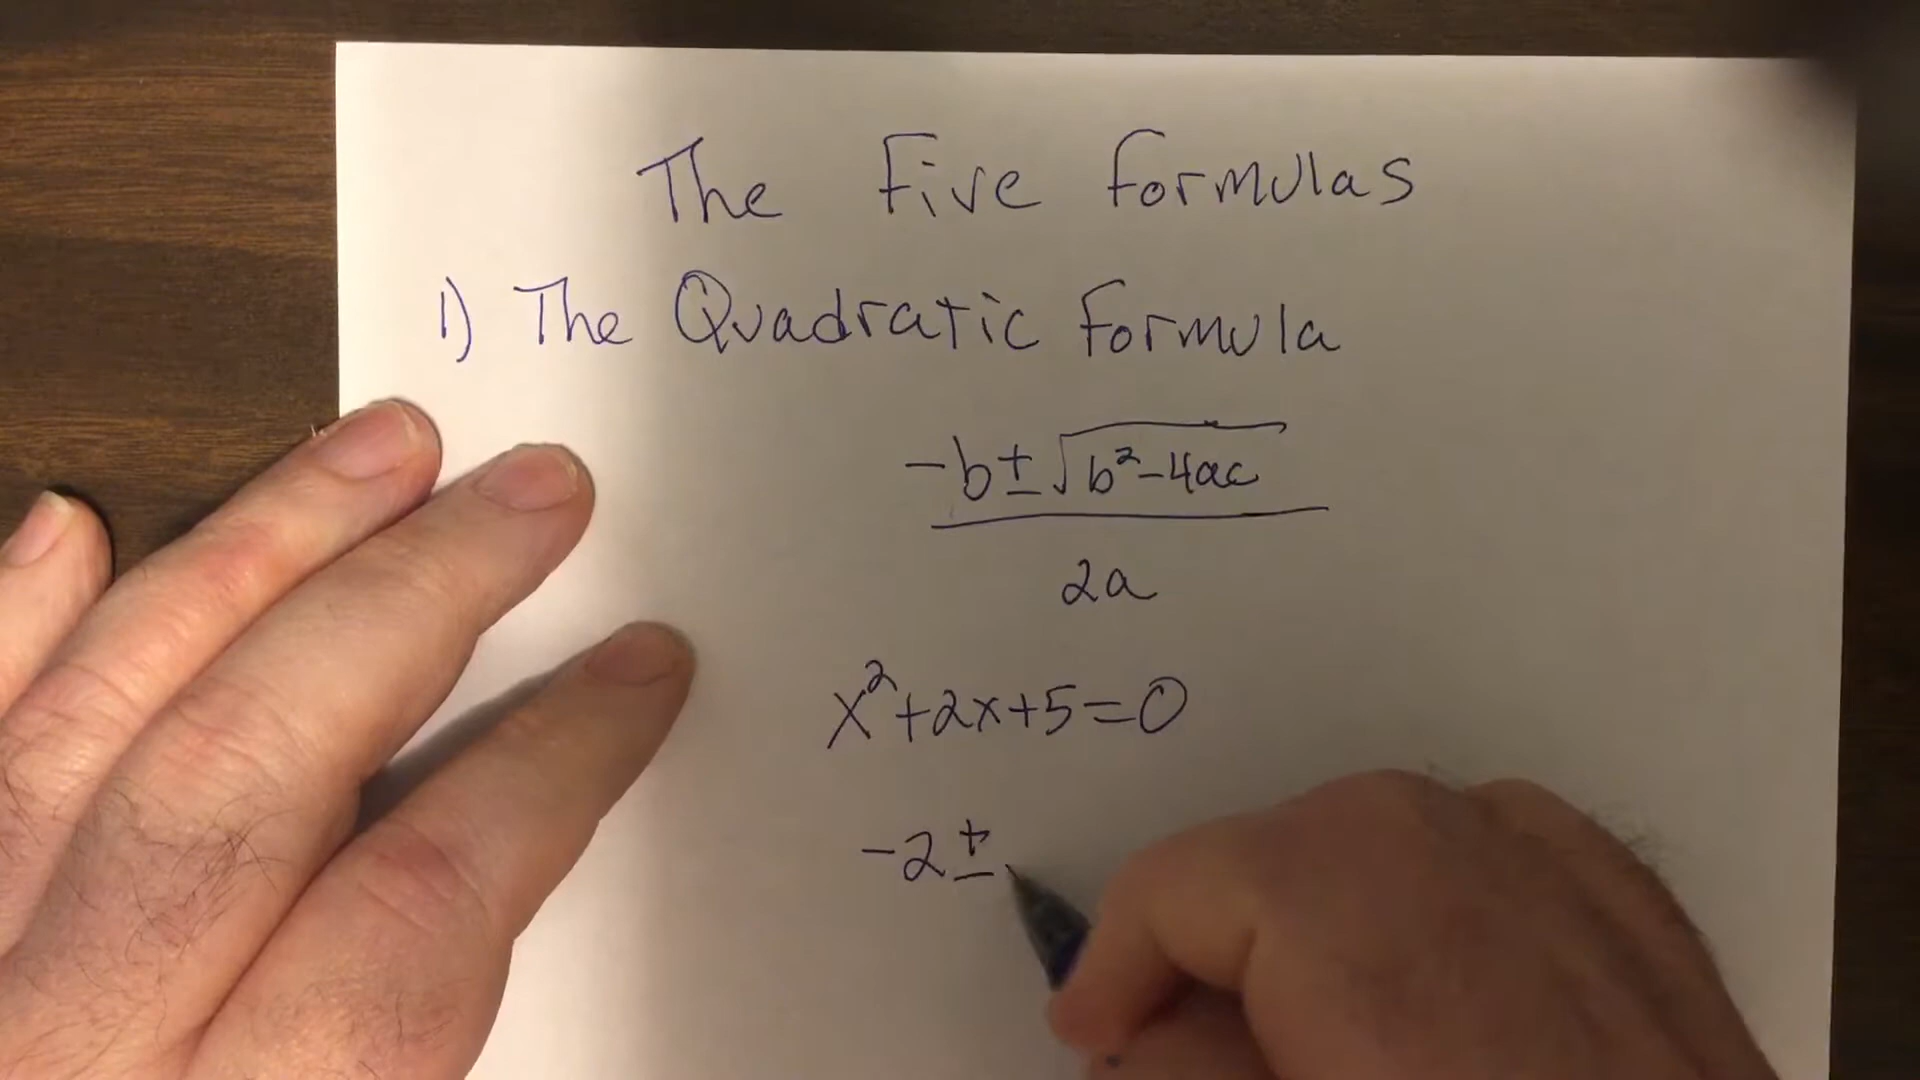 The Five Formulas
1) The Quadratic Formula
-b ± √b²-4ac
2a
x²+2x+5=0
-2±